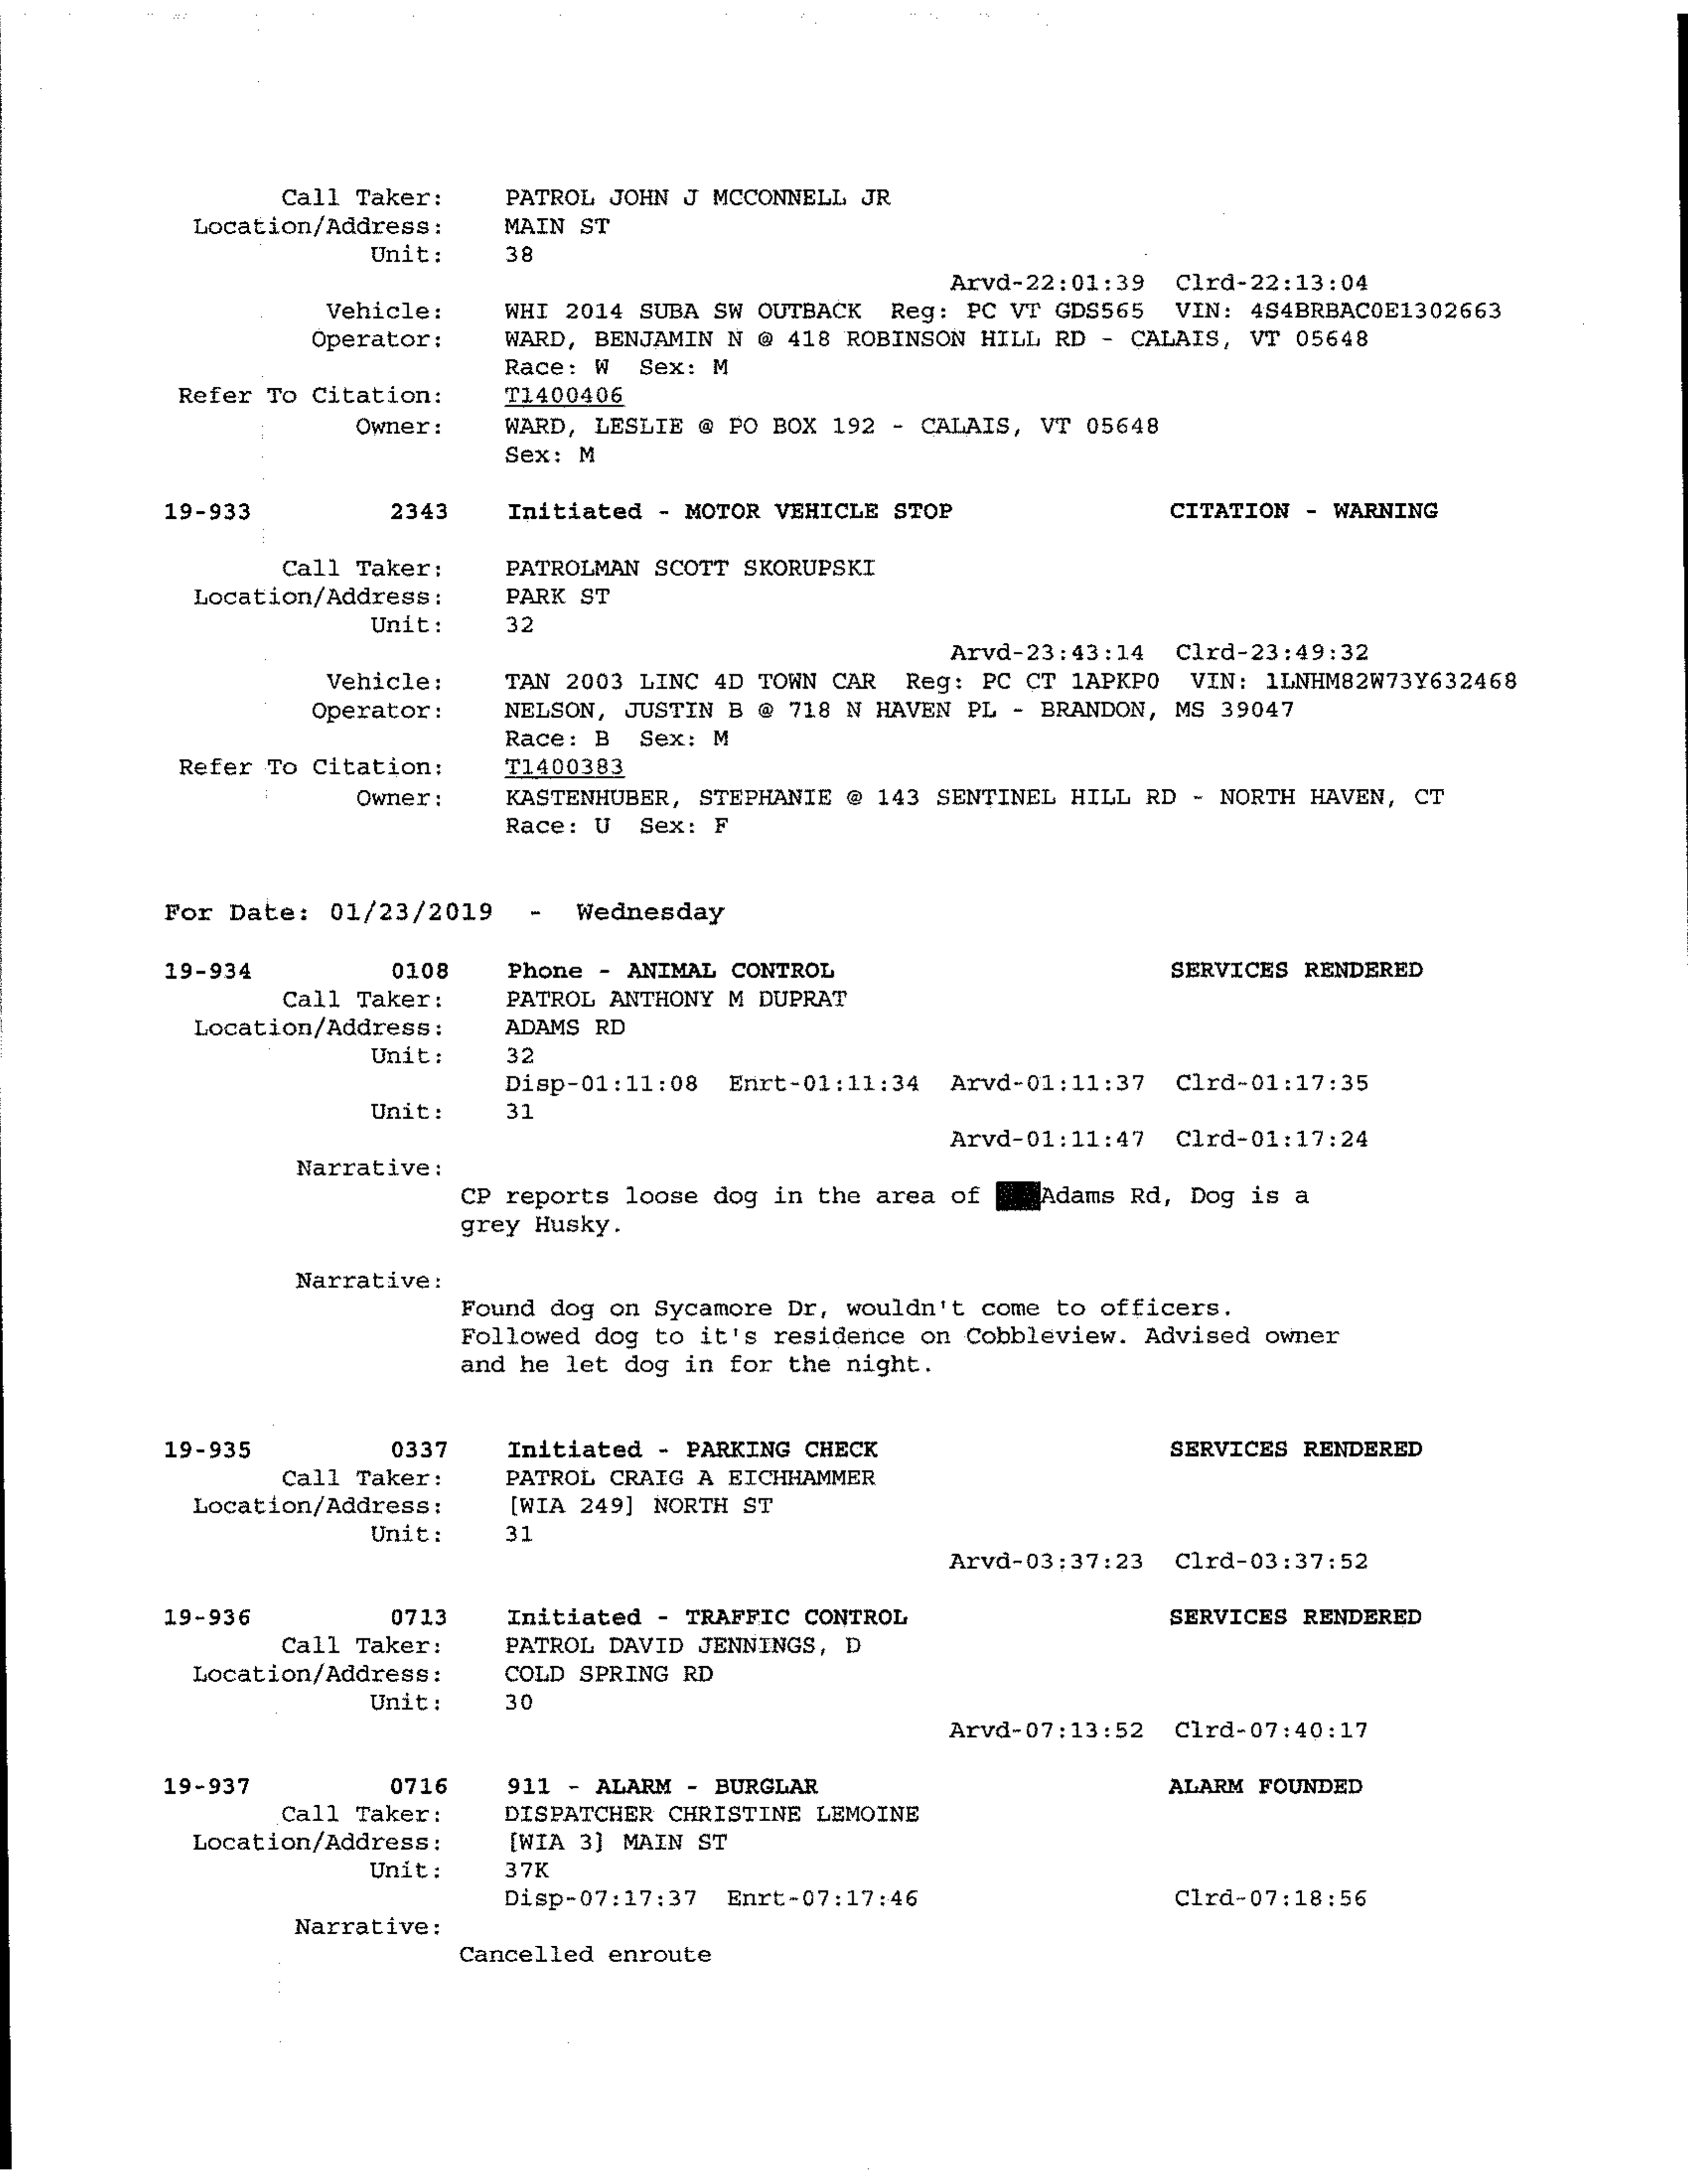 Call Taker: PATROL JOHN J MCCONNELL JR
Location/Address: MAIN ST
Unit: 38
Arvd-22:01:39 Clrd-22:13:04
Vehicle: WHI 2014 SUBA SW OUTBACK Reg: PC VT GDS565 VIN: 4S4BRBAC0E1302663
Operator: WARD, BENJAMIN N @ 418 ROBINSON HILL RD - CALAIS, VT 05648
Race: W Sex: M
Refer To Citation: T1400406
Owner: WARD, LESLIE @ PO BOX 192 - CALAIS, VT 05648
Sex: M
19-933 2343 Initiated - MOTOR VEHICLE STOP CITATION - WARNING
Call Taker: PATROLMAN SCOTT SKORUPSKI
Location/Address: PARK ST
Unit: 32
Arvd-23:43:14 Clrd-23:49:32
Vehicle: TAN 2003 LINC 4D TOWN CAR Reg: PC CT 1APKP0 VIN: 1LNHM82W73Y632468
Operator: NELSON, JUSTIN B @ 718 N HAVEN PL - BRANDON, MS 39047
Race: B Sex: M
Refer To Citation: T1400383
Owner: KASTENHUBER, STEPHANIE @ 143 SENTINEL HILL RD - NORTH HAVEN, CT
Race: U Sex: F
For Date: 01/23/2019 - Wednesday
19-934 0108 Phone - ANIMAL CONTROL SERVICES RENDERED
Call Taker: PATROL ANTHONY M DUPRAT
Location/Address: ADAMS RD
Unit: 32
Disp-01:11:08 Enrt-01:11:34 Arvd-01:11:37 Clrd-01:17:35
Unit: 31
Arvd-01:11:47 Clrd-01:17:24
Narrative:
CP reports loose dog in the area of Adams Rd, Dog is a
grey Husky.
Narrative:
Found dog on Sycamore Dr, wouldn't come to officers.
Followed dog to it's residence on Cobbleview. Advised owner
and he let dog in for the night.
19-935 0337 Initiated - PARKING CHECK SERVICES RENDERED
Call Taker: PATROL CRAIG A EICHHAMMER
Location/Address: [WIA 249] NORTH ST
Unit: 31
Arvd-03:37:23 Clrd-03:37:52
19-936 0713 Initiated - TRAFFIC CONTROL SERVICES RENDERED
Call Taker: PATROL DAVID JENNINGS, D
Location/Address: COLD SPRING RD
Unit: 30
Arvd-07:13:52 Clrd-07:40:17
19-937 0716 911 - ALARM - BURGLAR ALARM FOUNDED
Call Taker: DISPATCHER CHRISTINE LEMOINE
Location/Address: [WIA 3] MAIN ST
Unit: 37K
Disp-07:17:37 Enrt-07:17:46 Clrd-07:18:56
Narrative:
Cancelled enroute